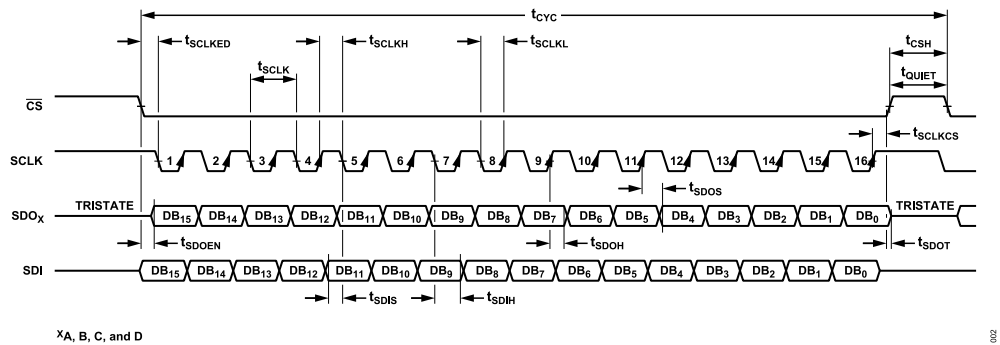 tCYC
tSCLKED
tSCLKH
tSCLKL
tCSH
tSCLK
tQUIET
CS
tSCLKCS
SCLK
1 2 3 4 5 6 7 8 9 10 11 12 13 14 15 16
tSDOS
TRISTATE
TRISTATE
SDOX
DB15 DB14 DB13 DB12 DB11 DB10 DB9 DB8 DB7 DB6 DB5 DB4 DB3 DB2 DB1 DB0
tSDOEN
tSDOH
tSDOT
SDI
DB15 DB14 DB13 DB12 DB11 DB10 DB9 DB8 DB7 DB6 DB5 DB4 DB3 DB2 DB1 DB0
tSDIS
tSDIH
XA, B, C, and D
002